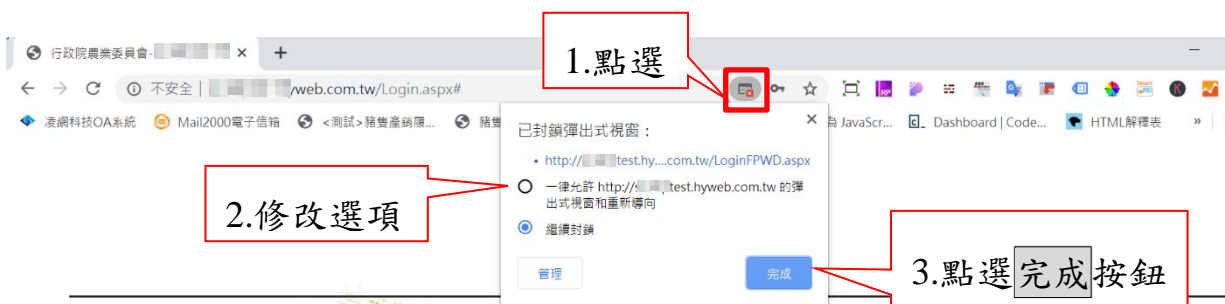 1.點選
行政院農業委員會-
不安全 | web.com.tw/Login.aspx#
凌網科技OA系統 Mail2000電子信箱 <測試>豬隻產銷履... 豬隻 為 JavaScr... Dashboard | Code... HTML解釋表 »
已封鎖彈出式視窗：
• http:// test.hy....com.tw/LoginFPWD.aspx
一律允許 http://s test.hyweb.com.tw 的彈
出式視窗和重新導向
2.修改選項
繼續封鎖
管理 完成
3.點選完成按鈕